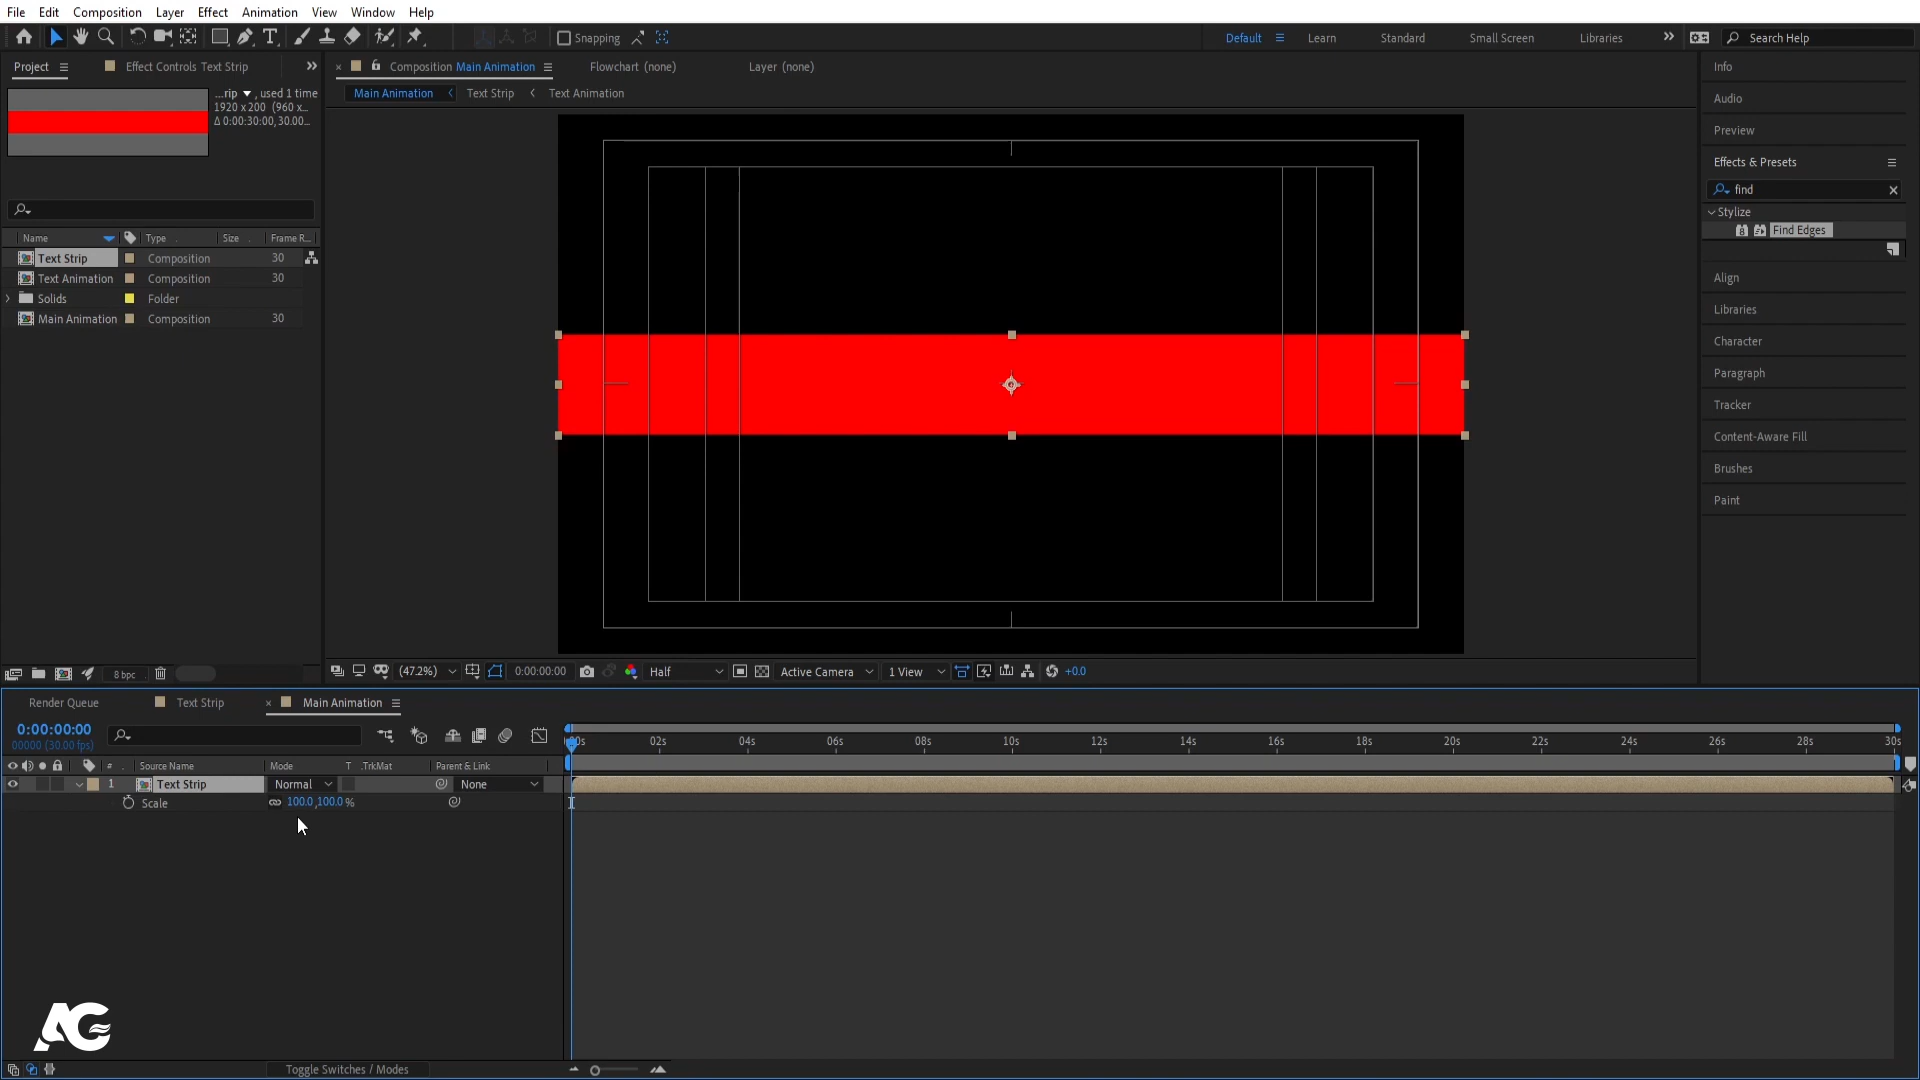 File Edit Composition Layer Effect Animation View Window Help
Snapping Default Learn Standard Small Screen Libraries Search Help
Project Effect Controls Text Strip
...rip , used 1 time
1920 x 200 (960 x...
Δ 0:00:30:00, 30.00...
Composition Main Animation Flowchart (none) Layer (none)
Main Animation Text Strip Text Animation
Name Type Size Frame R...
Text Strip Composition 30
Text Animation Composition 30
Solids Folder
Main Animation Composition 30
8 bpc
(47.2%) 0:00:00:00 Half Active Camera 1 View +0.0
Info
Audio
Preview
Effects & Presets
find
Stylize
Find Edges
Align
Libraries
Character
Paragraph
Tracker
Content-Aware Fill
Brushes
Paint
Render Queue Text Strip Main Animation
0:00:00:00
00000 (30.00 fps)
02s 04s 06s 08s 10s 12s 14s 16s 18s 20s 22s 24s 26s 28s 30s
# Source Name Mode T .TrkMat Parent & Link
1 Text Strip Normal None
Scale 100.0,100.0 %
AG
Toggle Switches / Modes